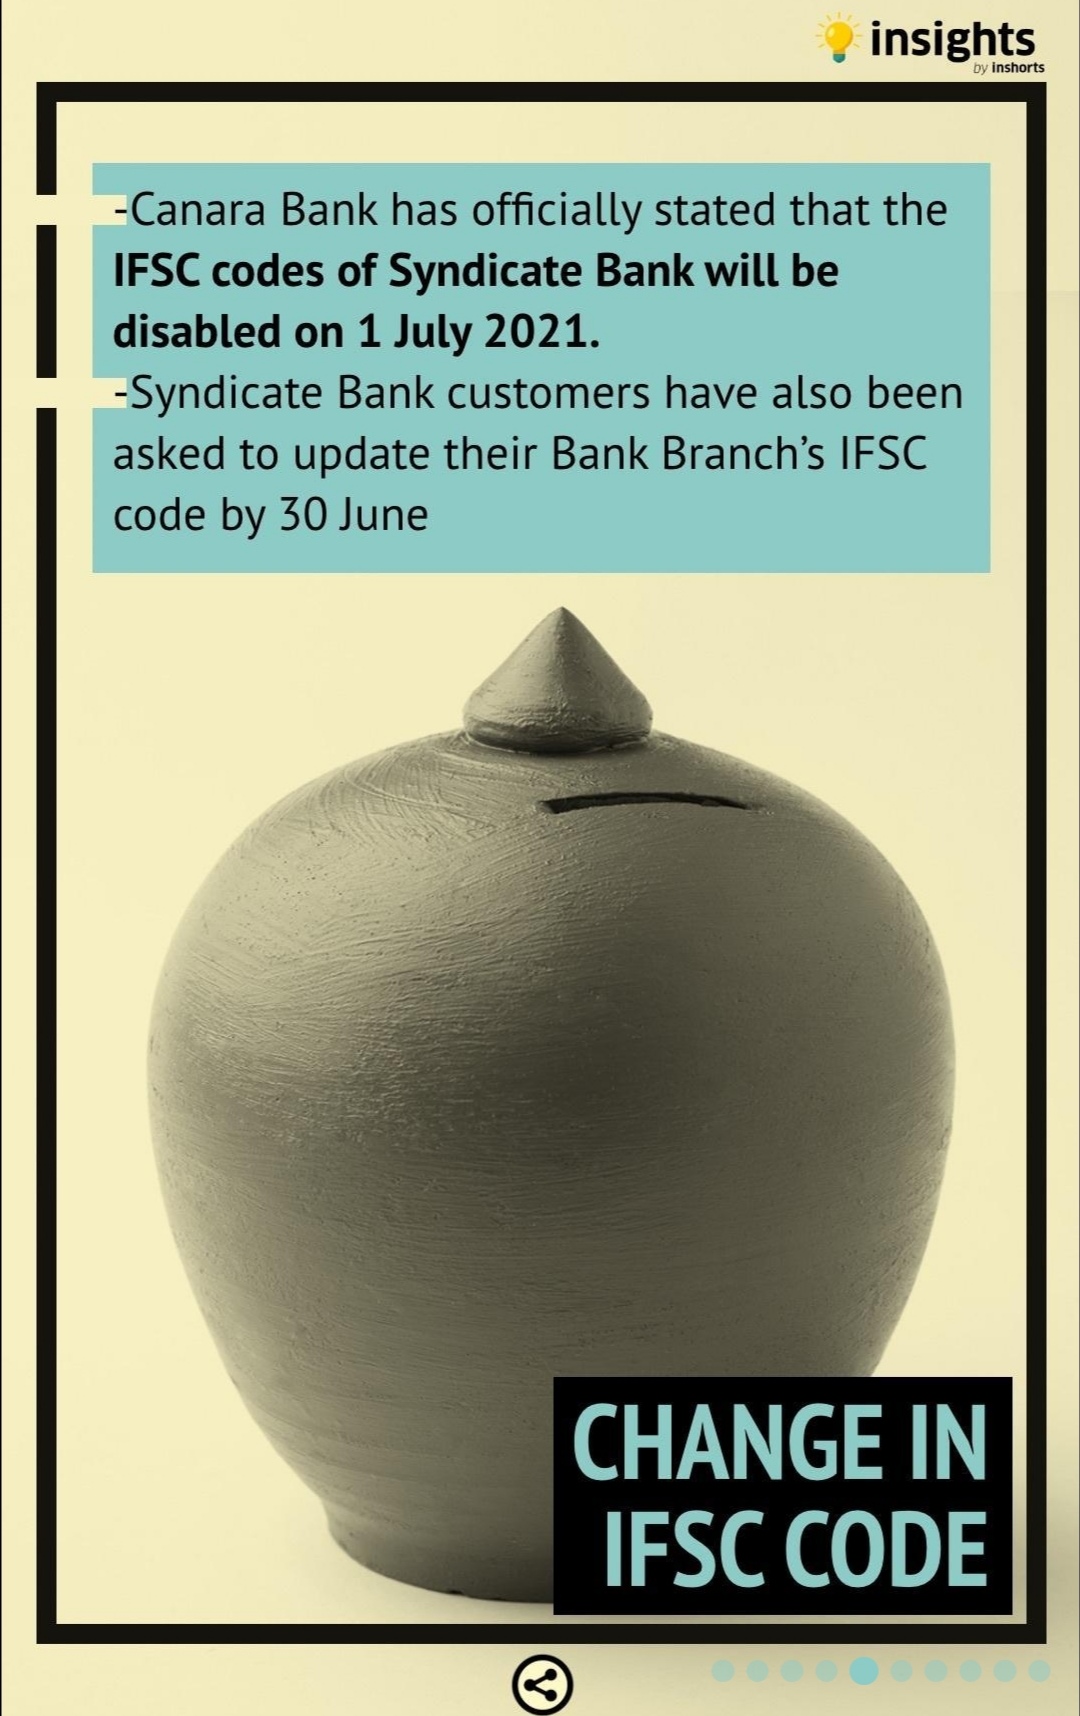 insights
by inshorts
-Canara Bank has officially stated that the
IFSC codes of Syndicate Bank will be
disabled on 1 July 2021.
-Syndicate Bank customers have also been
asked to update their Bank Branch’s IFSC
code by 30 June
CHANGE IN
IFSC CODE